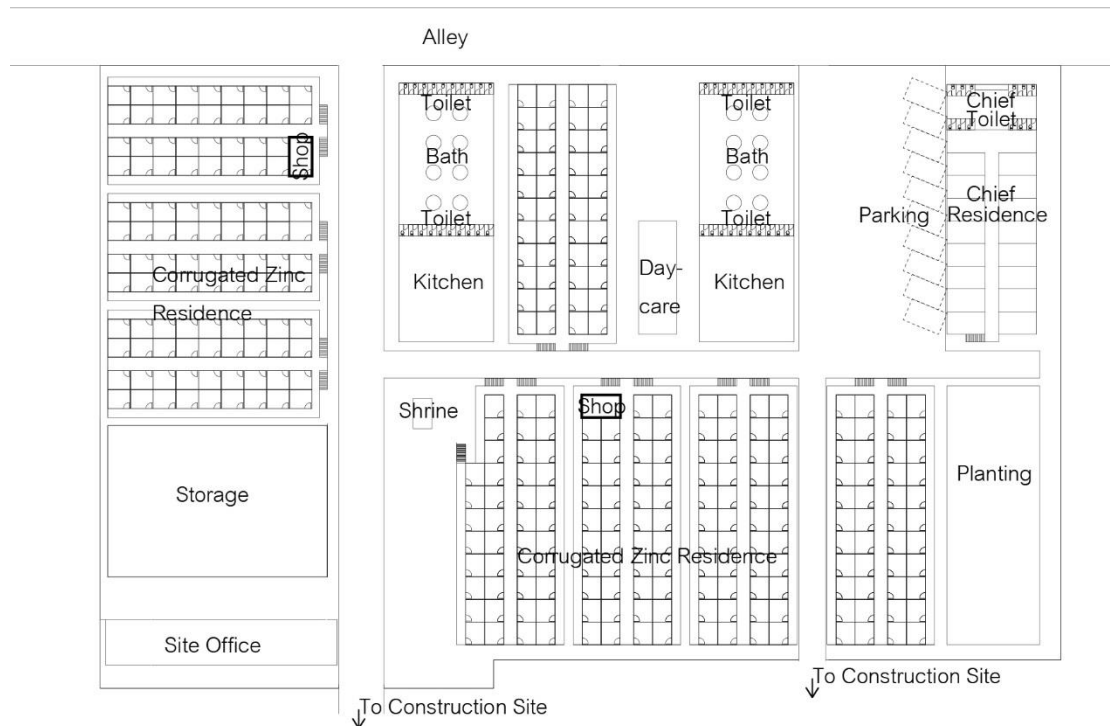 Alley
Toilet
Toilet
Chief
Toilet
Shop
Bath
Bath
Toilet
Toilet
Parking
Chief
Residence
Corrugated Zinc
Residence
Kitchen
Day-
care
Kitchen
Shrine
Shop
Storage
Planting
Corrugated Zinc Residence
Site Office
To Construction Site
To Construction Site